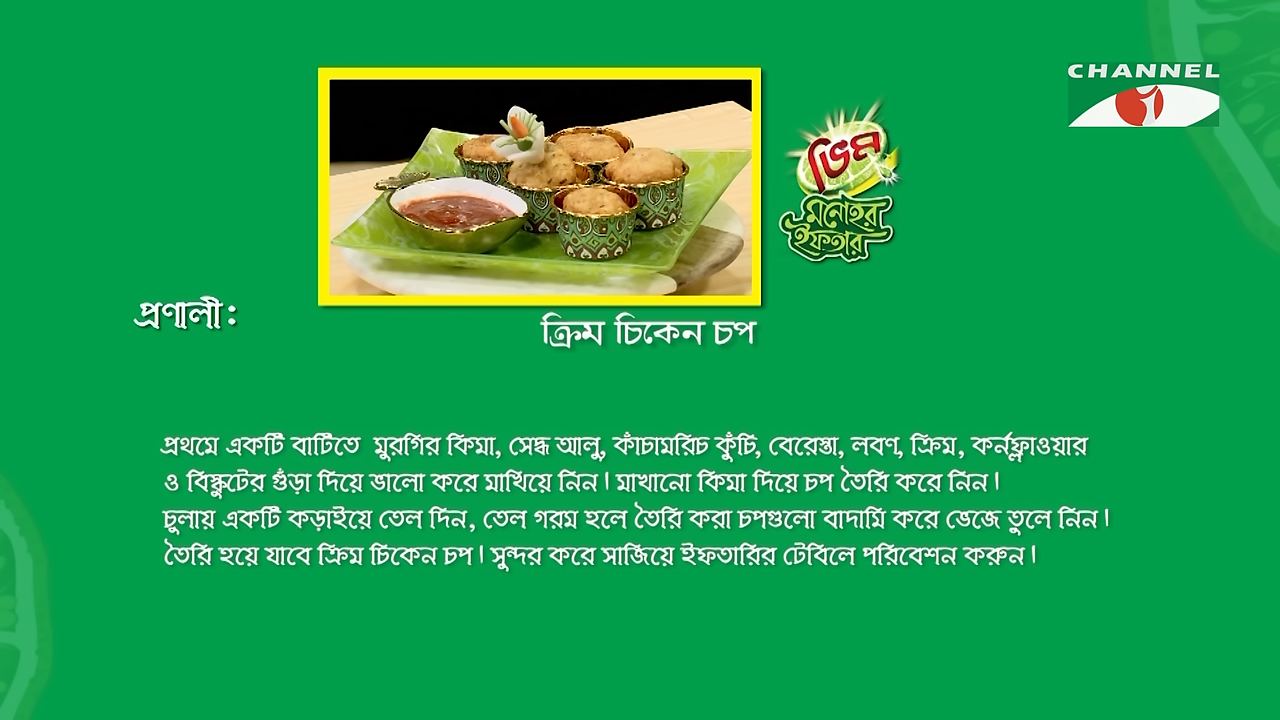 CHANNEL
i
ভিম
মনোহর
ইফতার
প্রণালী:
ক্রিম চিকেন চপ
প্রথমে একটি বাটিতে মুরগির কিমা, সেদ্ধ আলু, কাঁচামরিচ কুঁচি, বেরেস্তা, লবণ, ক্রিম, কর্নফ্লাওয়ার
ও বিস্কুটের গুঁড়া দিয়ে ভালো করে মাখিয়ে নিন। মাখানো কিমা দিয়ে চপ তৈরি করে নিন।
চুলায় একটি কড়াইয়ে তেল দিন, তেল গরম হলে তৈরি করা চপগুলো বাদামি করে ভেজে তুলে নিন।
তৈরি হয়ে যাবে ক্রিম চিকেন চপ। সুন্দর করে সাজিয়ে ইফতারির টেবিলে পরিবেশন করুন।